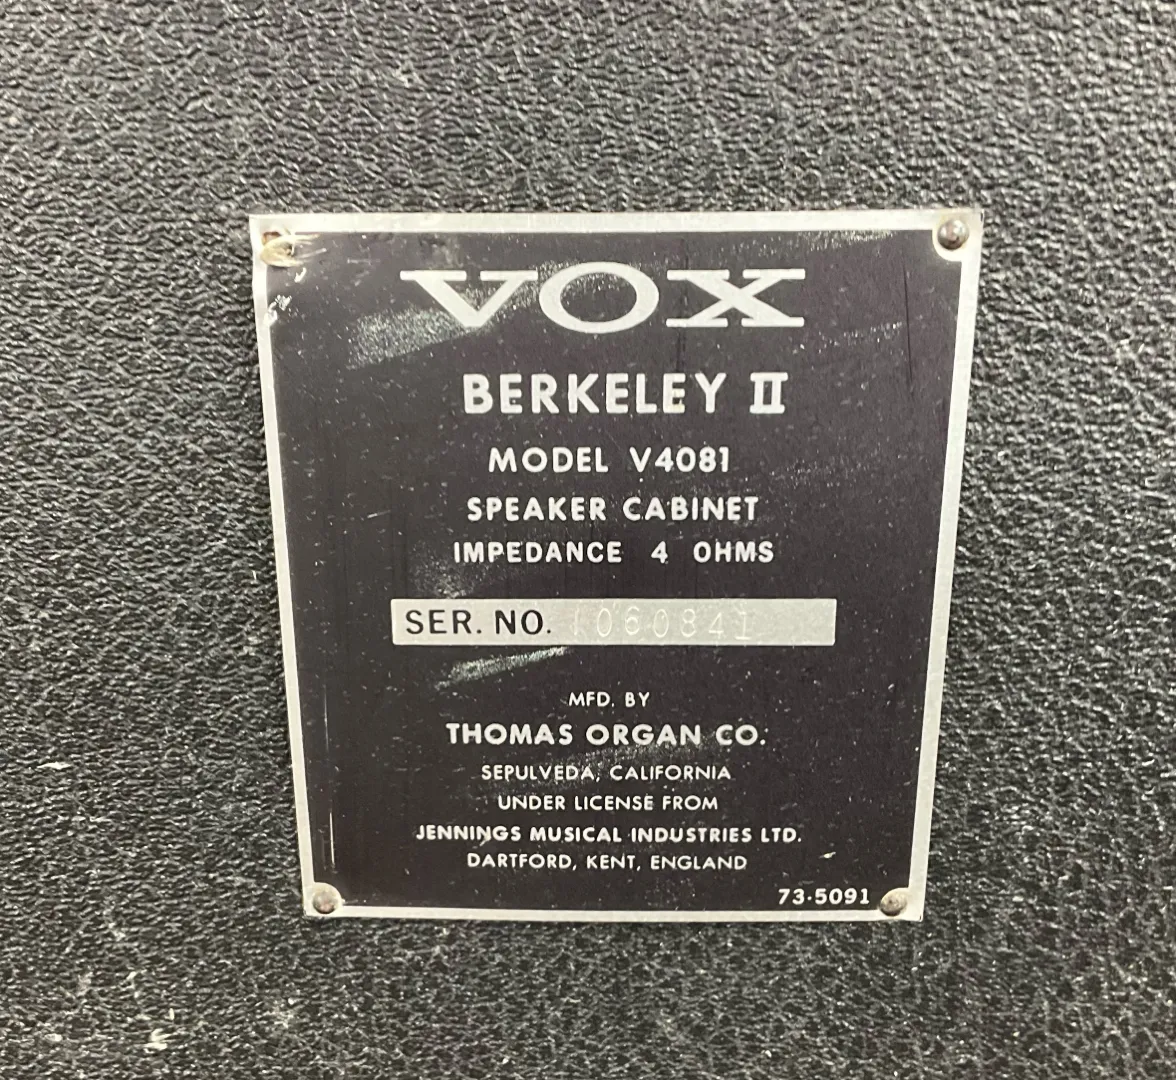 VOX
BERKELEY II
MODEL V4081
SPEAKER CABINET
IMPEDANCE 4 OHMS
SER. NO. 1060841
MFD. BY
THOMAS ORGAN CO.
SEPULVEDA, CALIFORNIA
UNDER LICENSE FROM
JENNINGS MUSICAL INDUSTRIES LTD.
DARTFORD, KENT, ENGLAND
73-5091